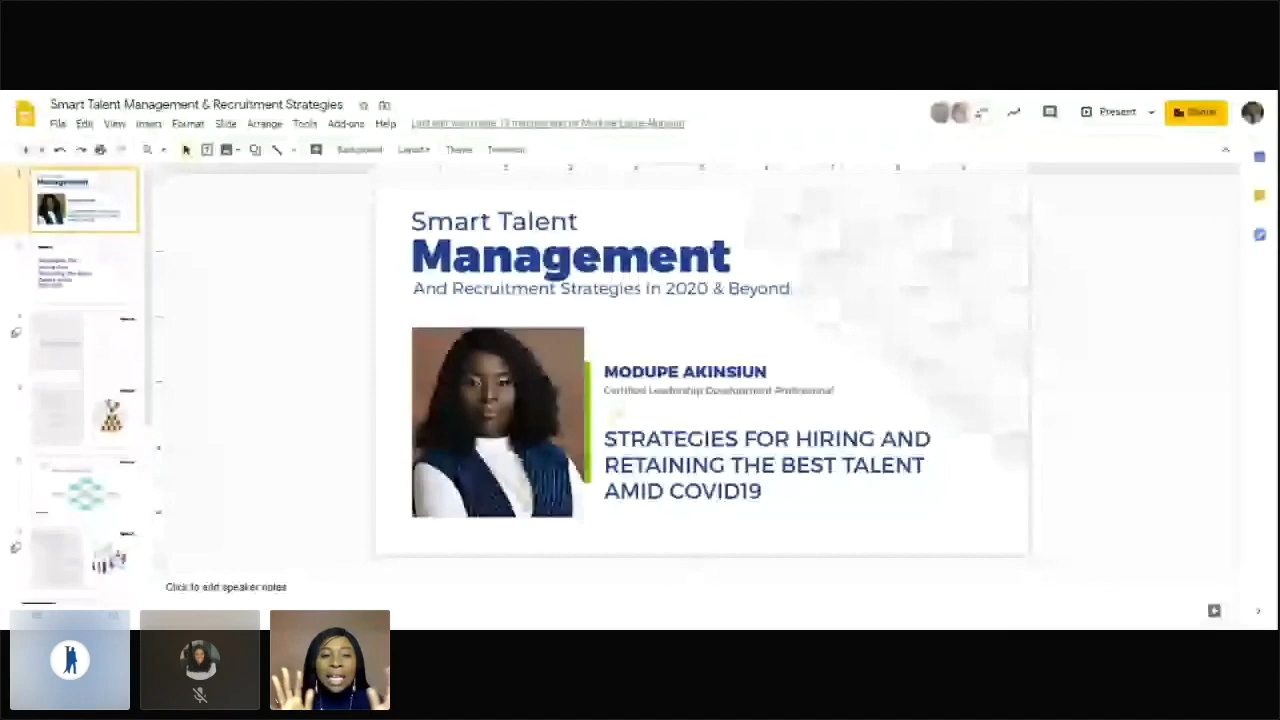 Smart Talent Management & Recruitment Strategies
File Edit View Insert Format Slide Arrange Tools Add-ons Help
Present
Share
Background Layout Theme Transition
Smart Talent
Management
And Recruitment Strategies in 2020 & Beyond
MODUPE AKINSIUN
Certified Leadership Development Professional
STRATEGIES FOR HIRING AND
RETAINING THE BEST TALENT
AMID COVID19
Click to add speaker notes